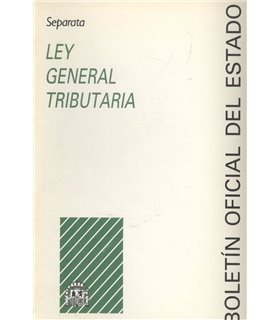 Separata
LEY
GENERAL
TRIBUTARIA
BOLETÍN OFICIAL DEL ESTADO